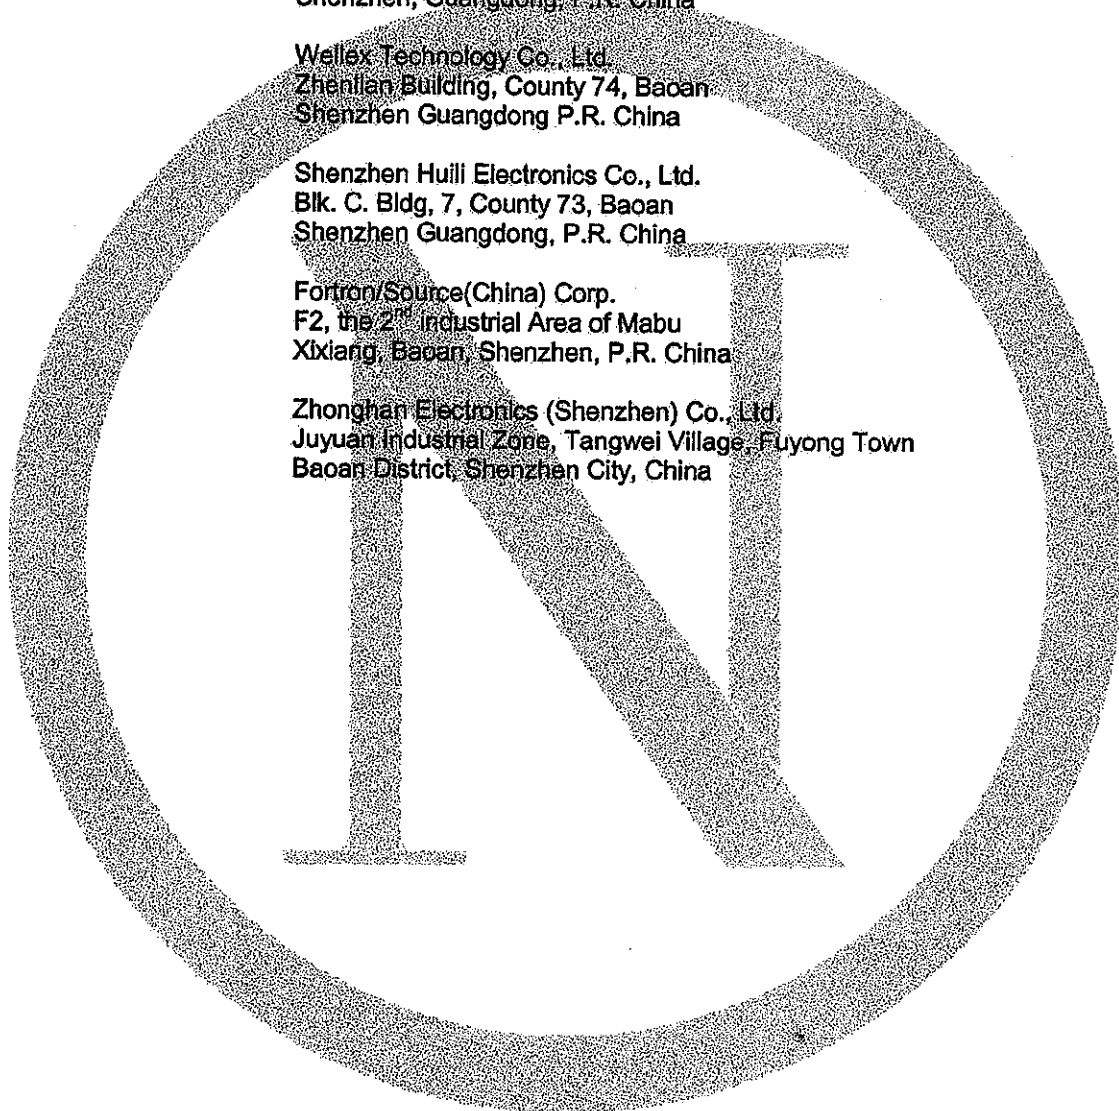 Shenzhen, Guangdong, P.R. China
Wellex Technology Co., Ltd.
Zhenlian Building, County 74, Baoan
Shenzhen Guangdong P.R. China
Shenzhen Huili Electronics Co., Ltd.
Blk. C. Bldg, 7, County 73, Baoan
Shenzhen Guangdong, P.R. China
Fortron/Source(China) Corp.
F2, the 2nd industrial Area of Mabu
Xixiang, Baoan, Shenzhen, P.R. China
Zhonghan Electronics (Shenzhen) Co., Ltd.
Juyuan Industrial Zone, Tangwei Village, Fuyong Town
Baoan District, Shenzhen City, China
N